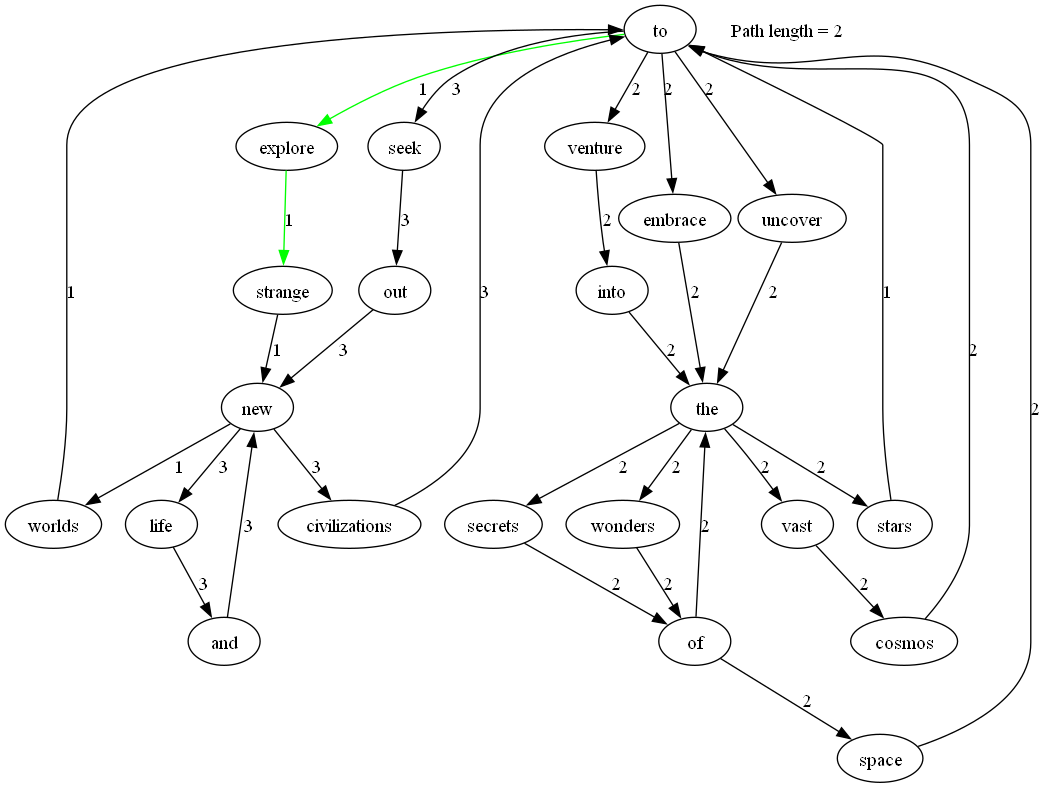 to
Path length = 2
1
3
2
2
2
explore
seek
venture
embrace
uncover
1
3
2
strange
out
into
1
3
2
2
1
3
2
1
3
2
2
new
the
1
3
3
2
2
2
2
worlds
life
civilizations
secrets
wonders
vast
stars
3
3
2
2
2
2
and
of
cosmos
2
space